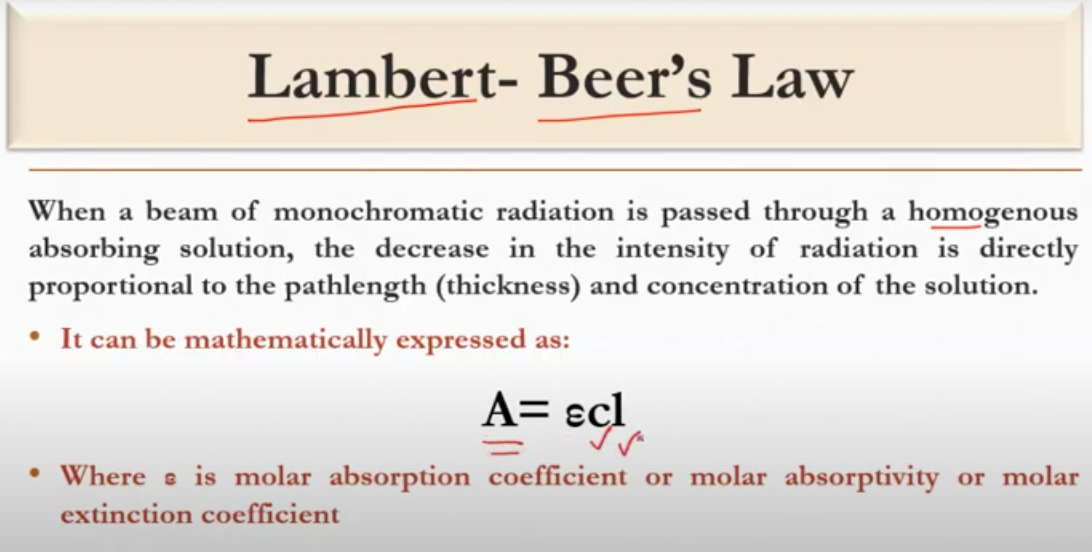 Lambert- Beer's Law
When a beam of monochromatic radiation is passed through a homogenous
absorbing solution, the decrease in the intensity of radiation is directly
proportional to the pathlength (thickness) and concentration of the solution.
• It can be mathematically expressed as:
A= εcl
• Where ε is molar absorption coefficient or molar absorptivity or molar
extinction coefficient